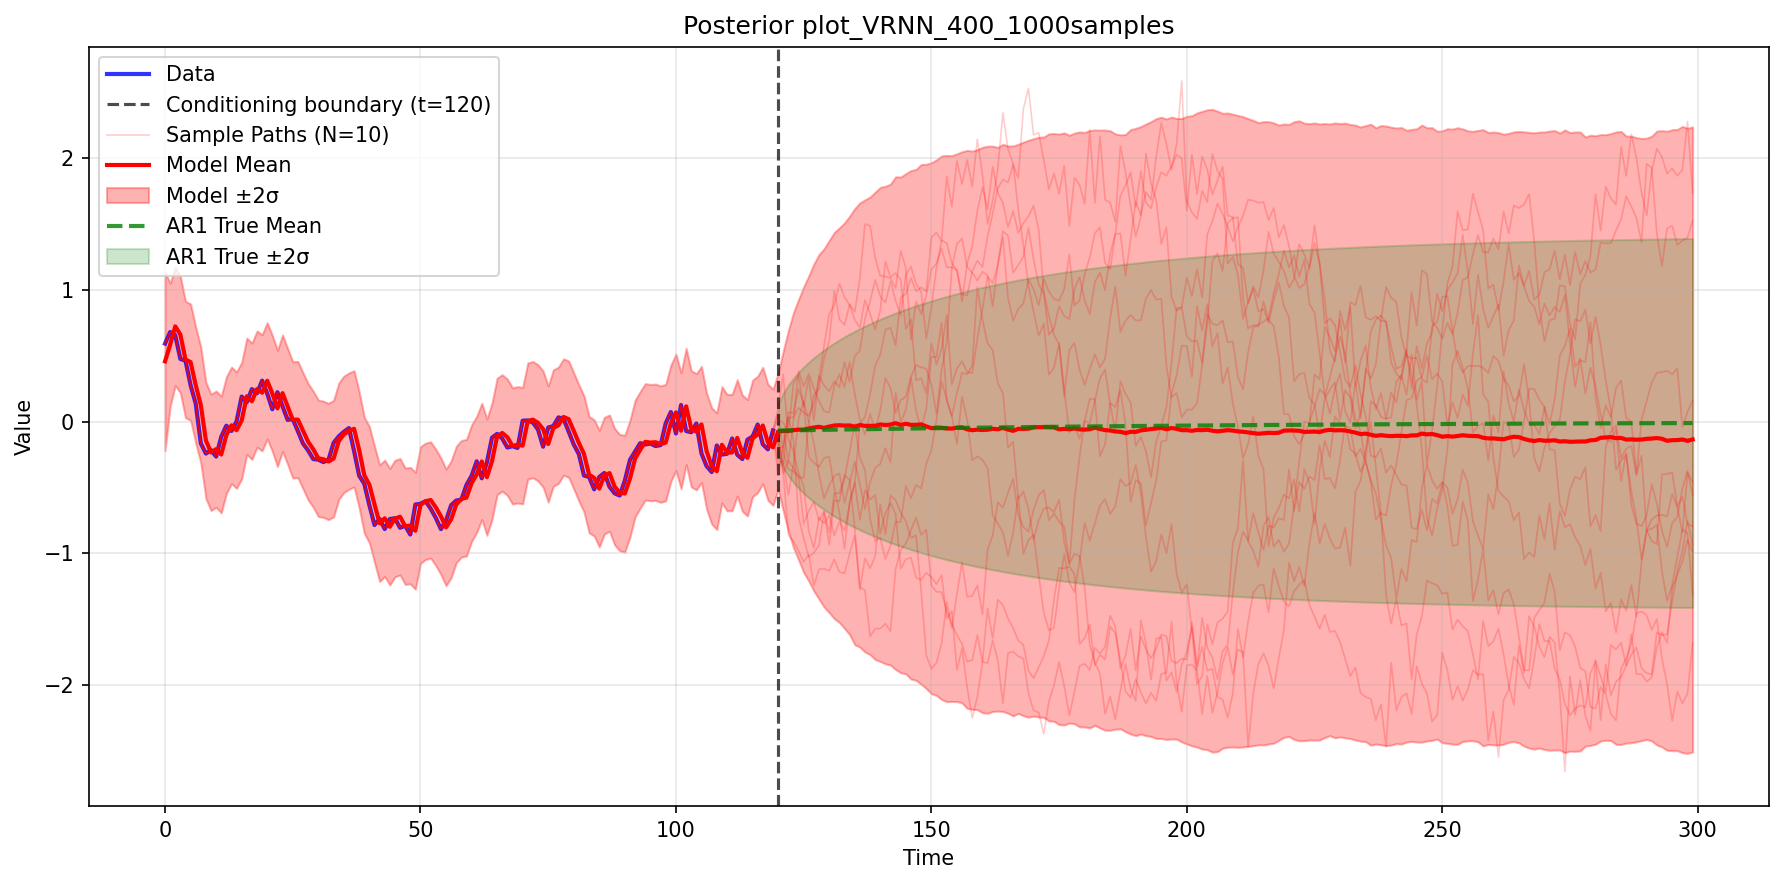 Posterior plot_VRNN_400_1000samples
Data
Conditioning boundary (t=120)
Sample Paths (N=10)
Model Mean
Model ±2σ
AR1 True Mean
AR1 True ±2σ
Value
2
1
0
−1
−2
0 50 100 150 200 250 300
Time